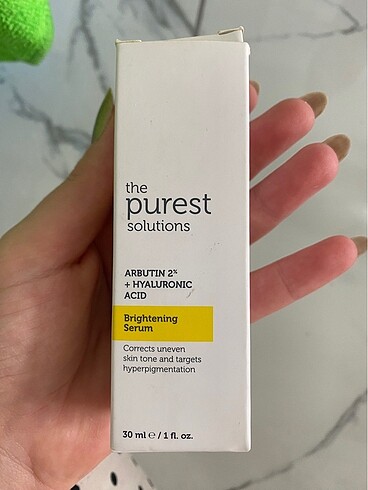 the
purest
solutions
ARBUTIN 2%
+ HYALURONIC
ACID
Brightening
Serum
Corrects uneven
skin tone and targets
hyperpigmentation
30 ml ℮ / 1 fl. oz.